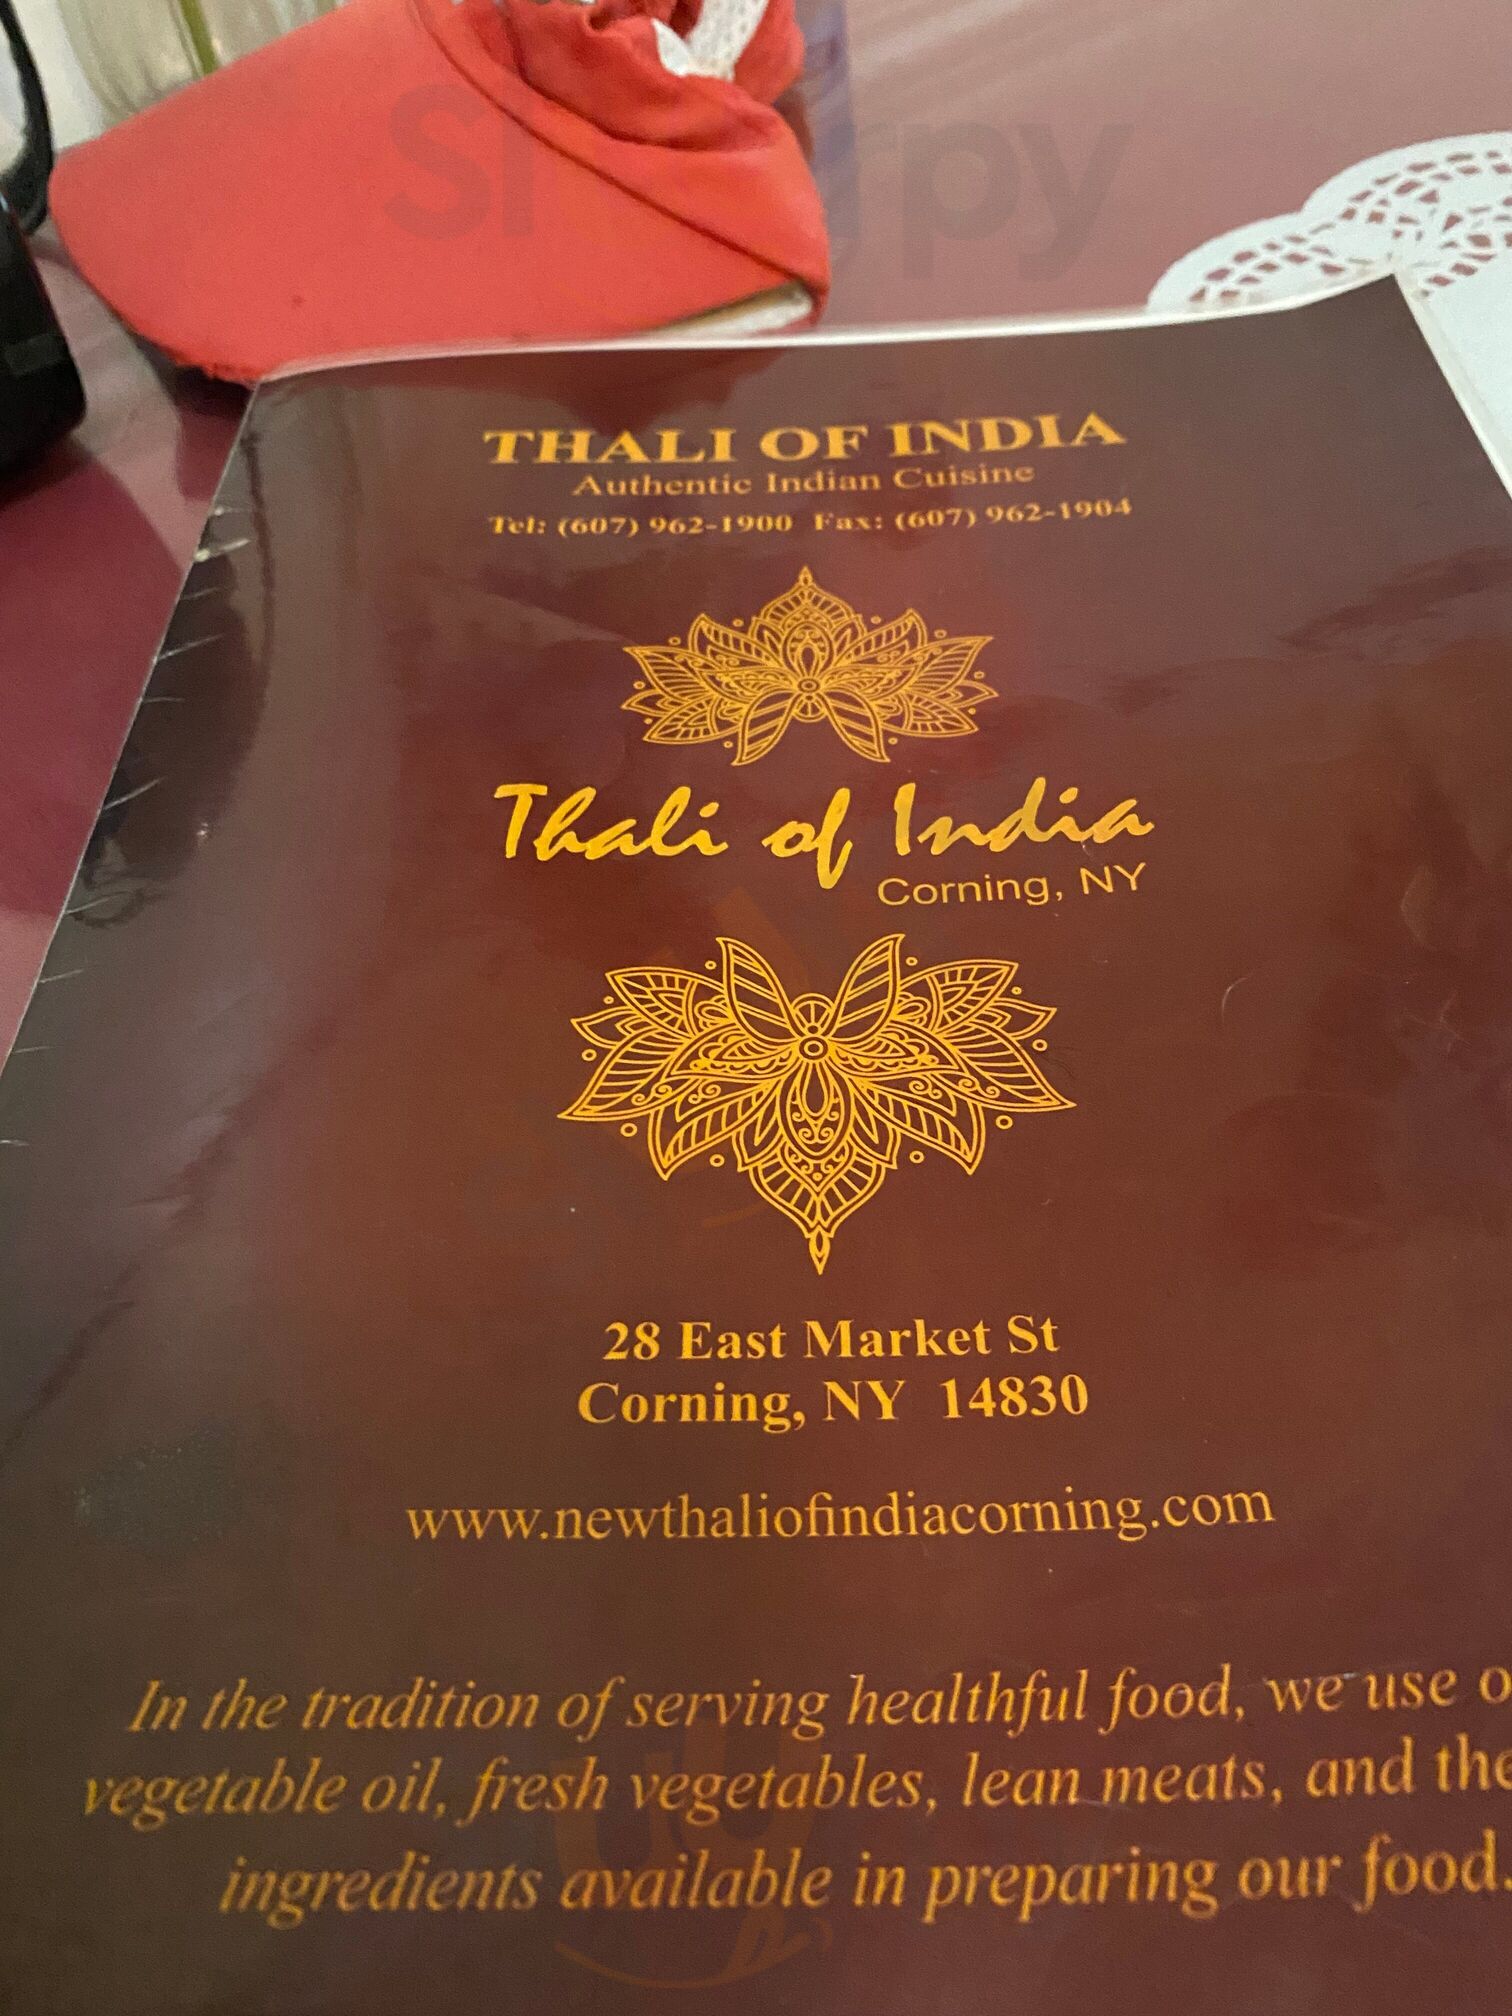 THALI OF INDIA
Authentic Indian Cuisine
Tel: (607) 962-1900 Fax: (607) 962-1904
Thali of India
Corning, NY
28 East Market St
Corning, NY 14830
www.newthaliofindiacorning.com
In the tradition of serving healthful food, we use
vegetable oil, fresh vegetables, lean meats, and the
ingredients available in preparing our food.